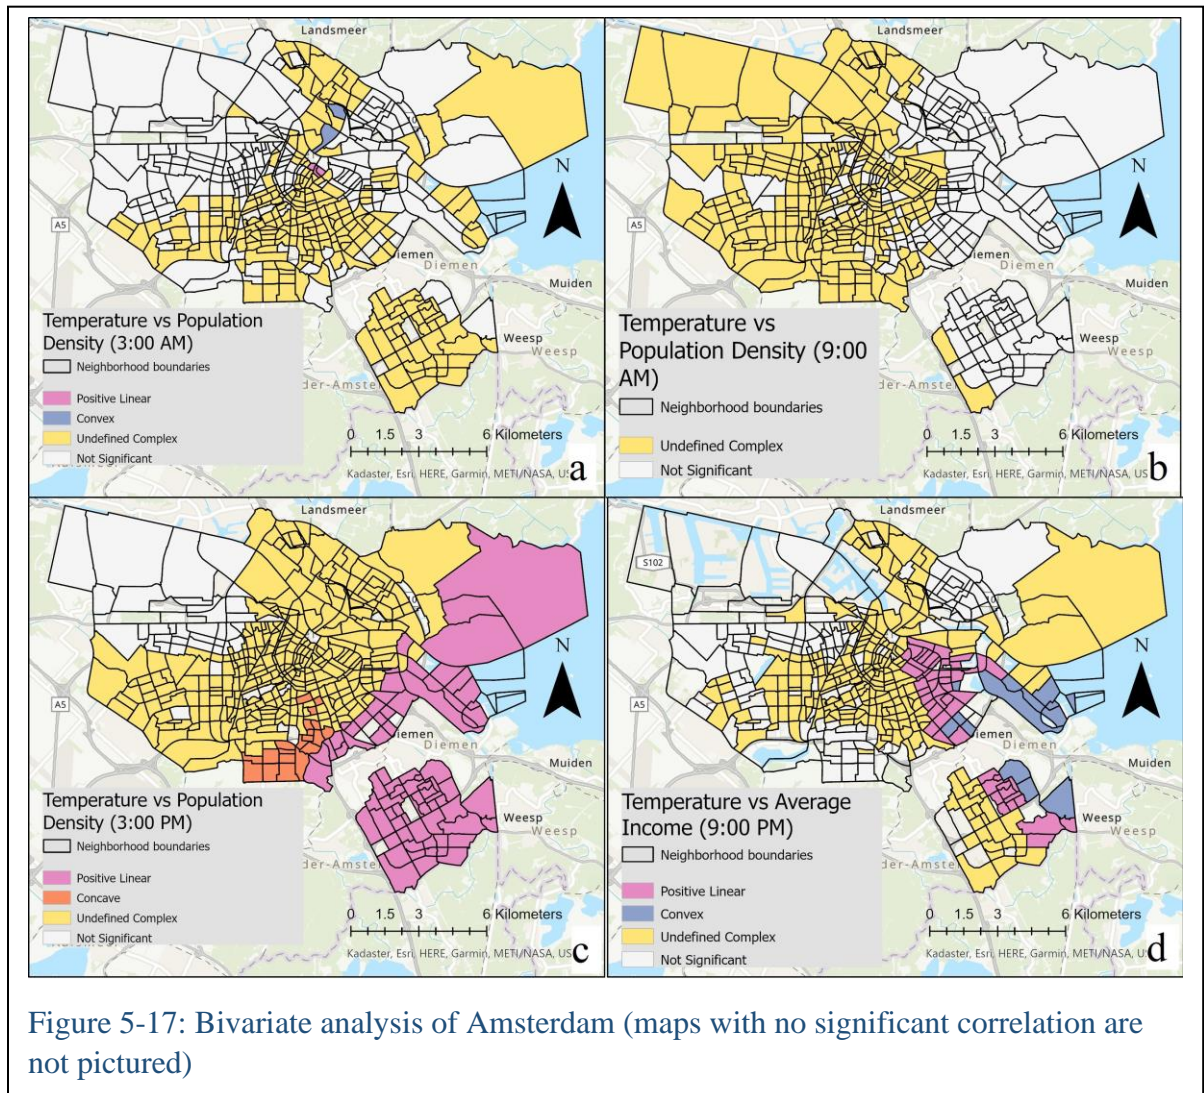 Landsmeer
N
A5
Diemen
Muiden
Weesp
Weesp
Temperature vs Population
Density (3:00 AM)
Neighborhood boundaries
Positive Linear
Convex
Undefined Complex
Not Significant
0 1.5 3 6 Kilometers
Kadaster, Esri, HERE, Garmin, METI/NASA, US
a
Landsmeer
N
A5
Diemen
Muiden
Weesp
Weesp
Temperature vs
Population Density (9:00
AM)
Neighborhood boundaries
Undefined Complex
Not Significant
0 1.5 3 6 Kilometers
Kadaster, Esri, HERE, Garmin, METI/NASA, US
b
Landsmeer
N
A5
Diemen
Muiden
Weesp
Weesp
Temperature vs Population
Density (3:00 PM)
Neighborhood boundaries
Positive Linear
Concave
Undefined Complex
Not Significant
0 1.5 3 6 Kilometers
Kadaster, Esri, HERE, Garmin, METI/NASA, US
c
Landsmeer
S102
N
A5
Diemen
Muiden
Weesp
Weesp
Temperature vs Average
Income (9:00 PM)
Neighborhood boundaries
Positive Linear
Convex
Undefined Complex
Not Significant
0 1.5 3 6 Kilometers
Kadaster, Esri, HERE, Garmin, METI/NASA, US
d
Figure 5-17: Bivariate analysis of Amsterdam (maps with no significant correlation are
not pictured)